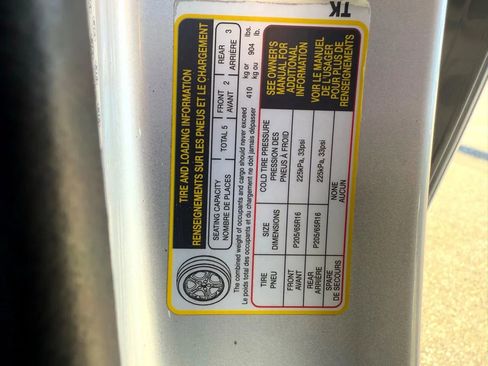 TIRE AND LOADING INFORMATION
RENSEIGNEMENTS SUR LES PNEUS ET LE CHARGEMENT
SEATING CAPACITY
NOMBRE DE PLACES
TOTAL 5
FRONT
AVANT 2
REAR
ARRIÈRE 3
The combined weight of occupants and cargo should never exceed 410 kg or 904 lbs.
Le poids total des occupants et du chargement ne doit jamais dépasser kg ou lb.
TIRE
PNEU
SIZE
DIMENSIONS
COLD TIRE PRESSURE
PRESSION DES
PNEUS À FROID
FRONT
AVANT
P205/65R16
225kPa, 33psi
REAR
ARRIÈRE
P205/65R16
225kPa, 33psi
SPARE
DE SECOURS
NONE
AUCUN
SEE OWNER'S
MANUAL FOR
ADDITIONAL
INFORMATION
VOIR LE MANUEL
DE L'USAGER
POUR PLUS DE
RENSEIGNEMENTS
TK